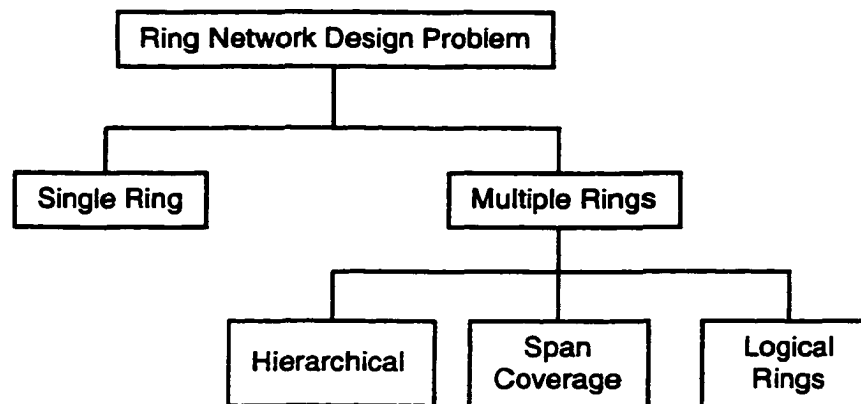 Ring Network Design Problem
Single Ring
Multiple Rings
Hierarchical
Span
Coverage
Logical
Rings